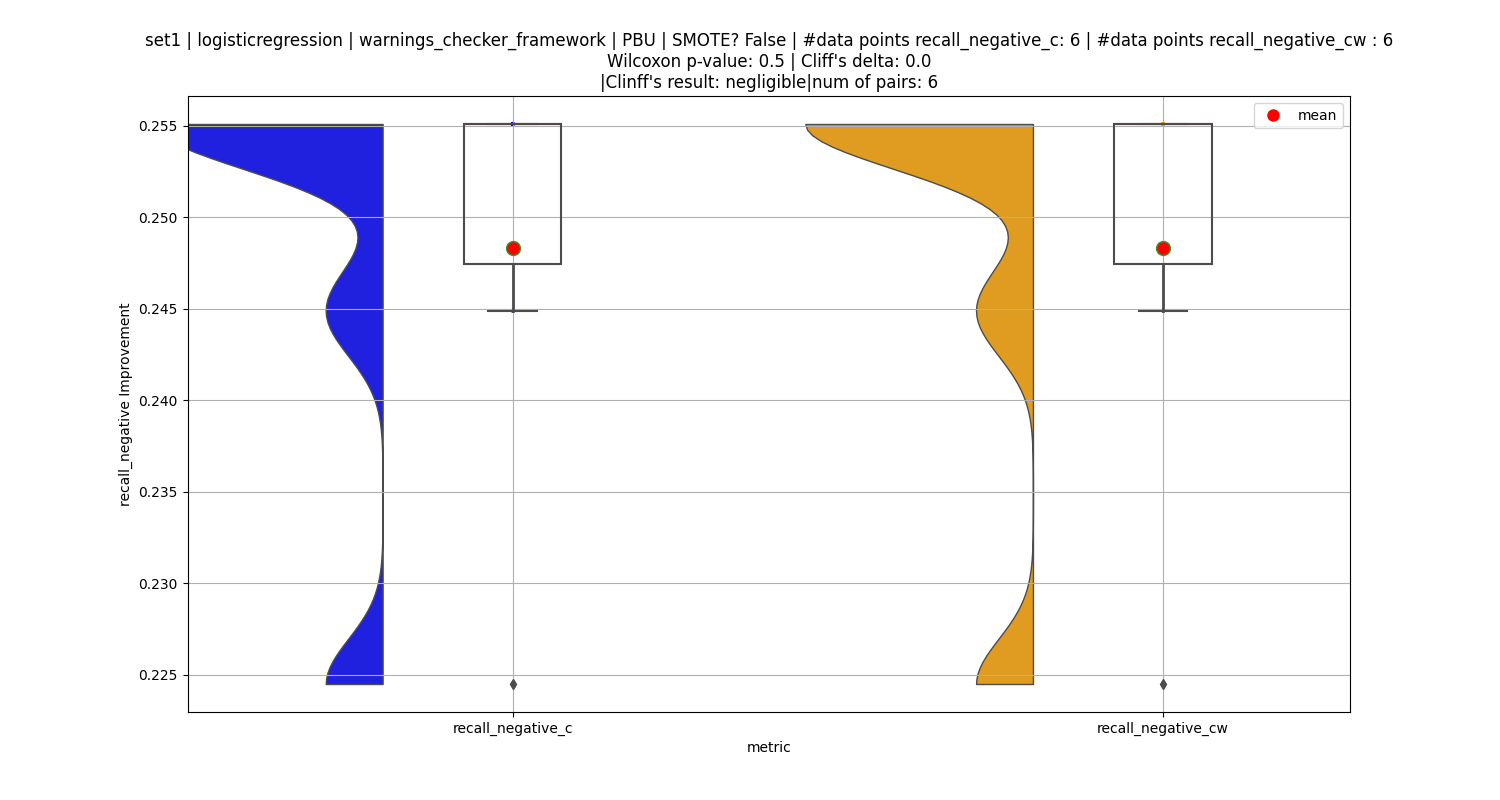 set1 | logisticregression | warnings_checker_framework | PBU | SMOTE? False | #data points recall_negative_c: 6 | #data points recall_negative_cw : 6
Wilcoxon p-value: 0.5 | Cliff's delta: 0.0
|Clinff's result: negligible|num of pairs: 6
mean
0.255
0.250
0.245
0.240
0.235
0.230
0.225
recall_negative Improvement
recall_negative_c
recall_negative_cw
metric